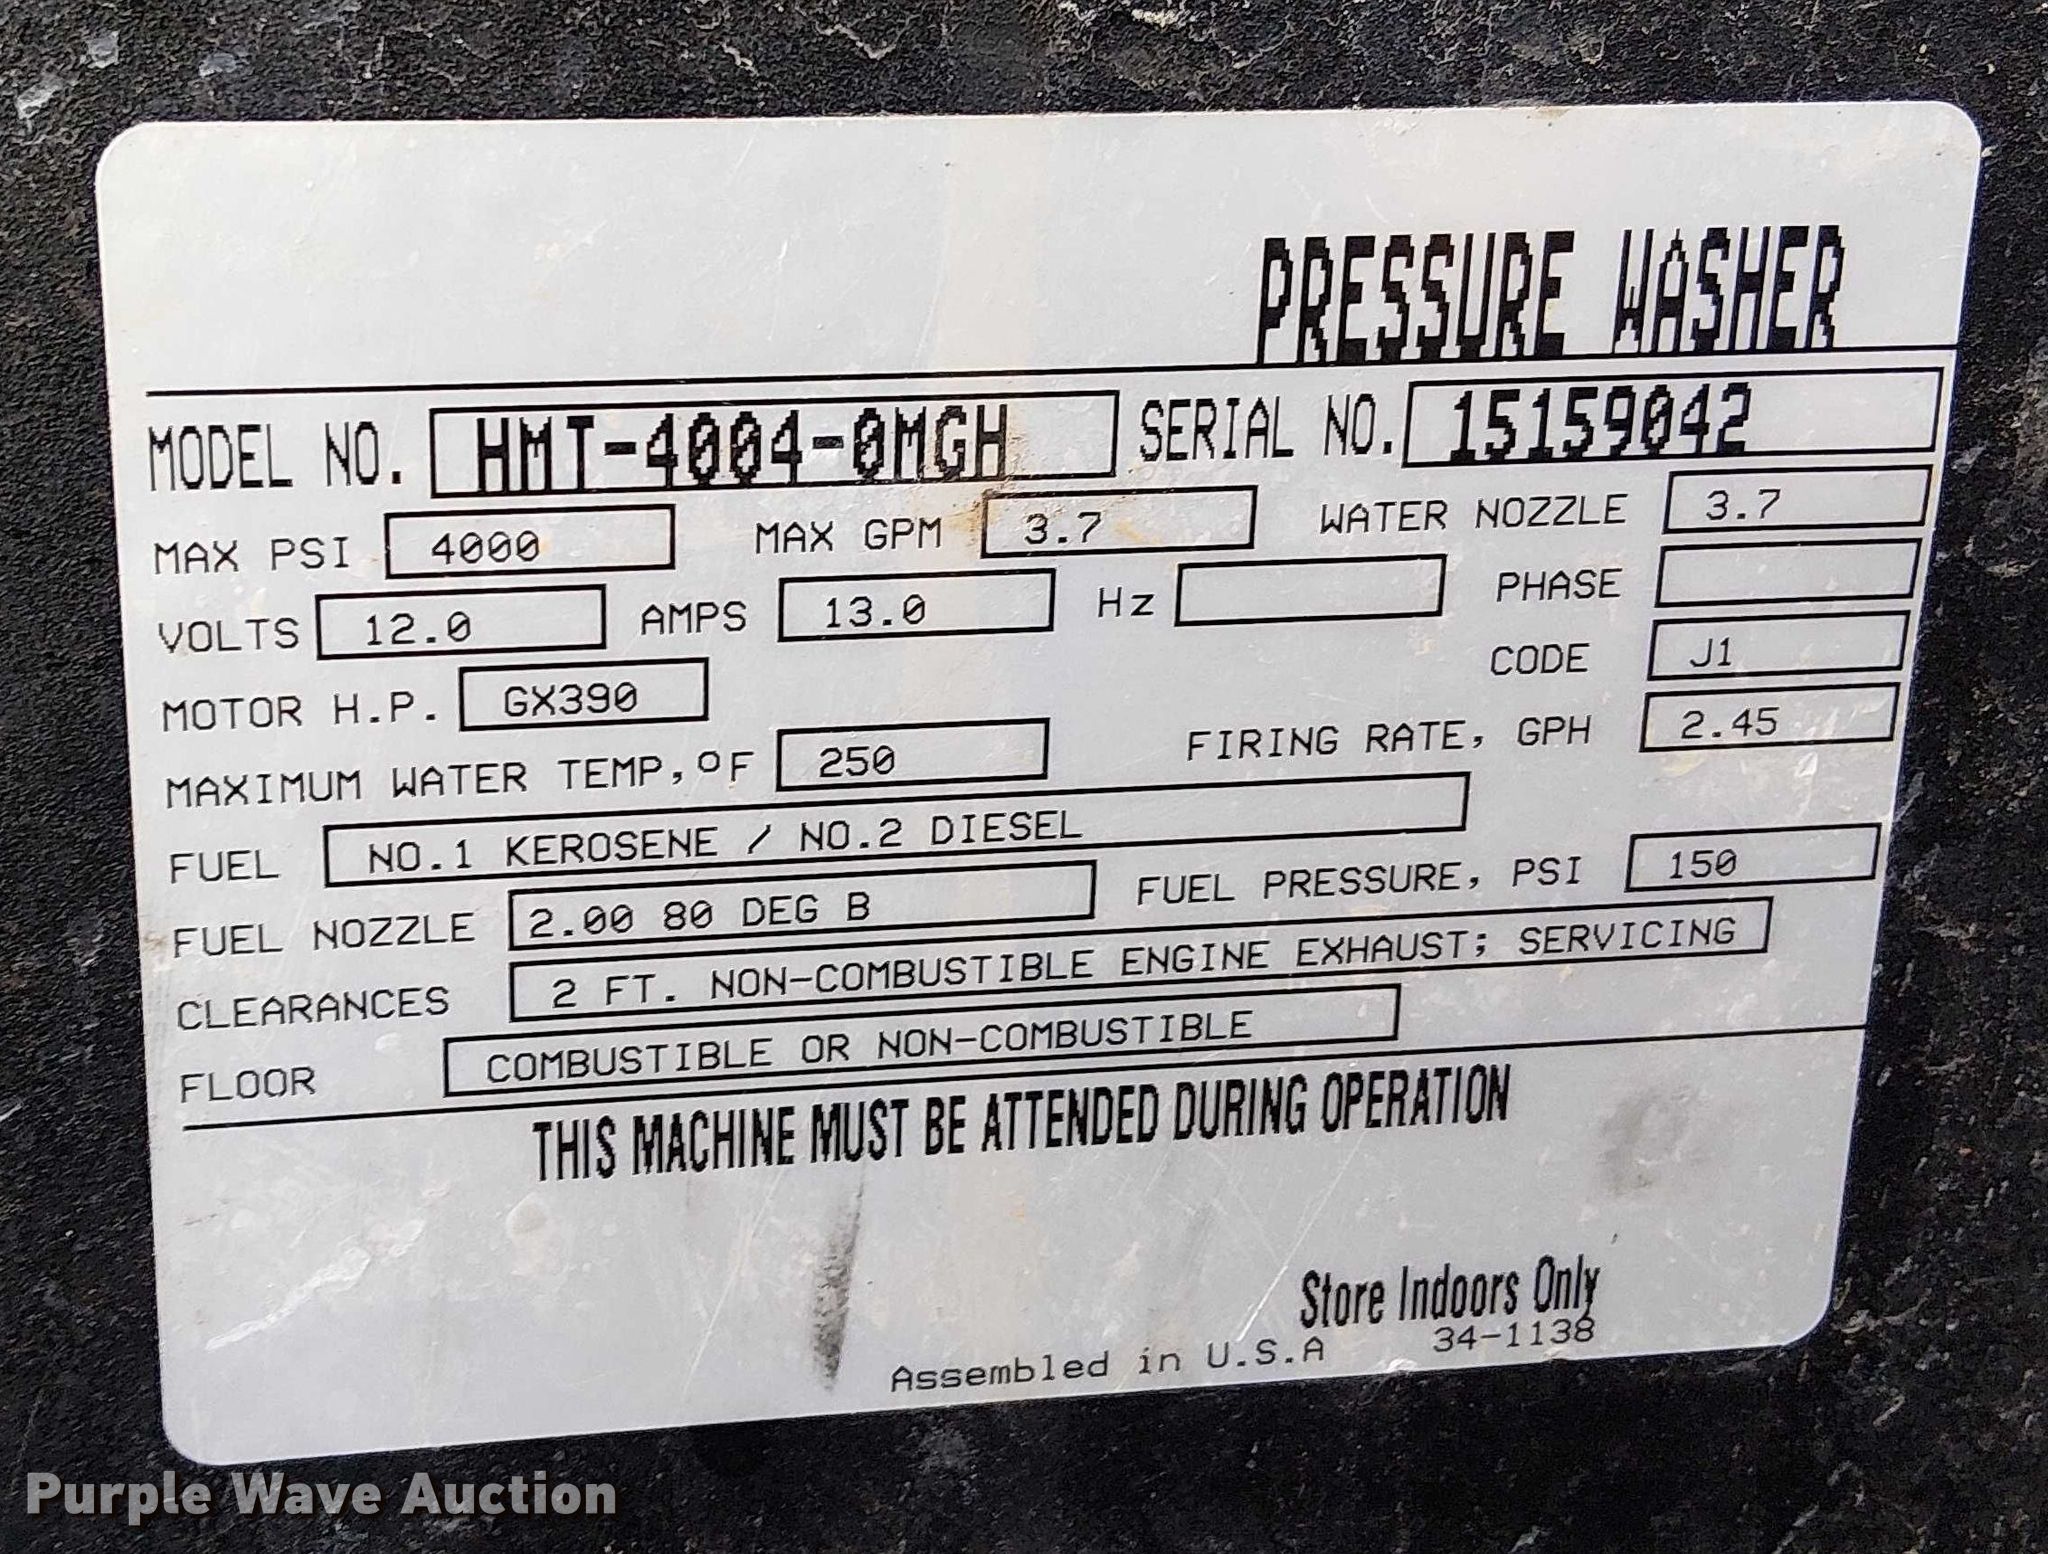 PRESSURE WASHER
MODEL NO. HMT-4004-0MGH SERIAL NO. 15159042
MAX PSI 4000 MAX GPM 3.7 WATER NOZZLE 3.7
VOLTS 12.0 AMPS 13.0 Hz PHASE
MOTOR H.P. GX390 CODE J1
MAXIMUM WATER TEMP,°F 250 FIRING RATE, GPH 2.45
FUEL NO.1 KEROSENE / NO.2 DIESEL
FUEL NOZZLE 2.00 80 DEG B FUEL PRESSURE, PSI 150
CLEARANCES 2 FT. NON-COMBUSTIBLE ENGINE EXHAUST; SERVICING
FLOOR COMBUSTIBLE OR NON-COMBUSTIBLE
THIS MACHINE MUST BE ATTENDED DURING OPERATION
Store Indoors Only
Assembled in U.S.A 34-1138
Purple Wave Auction